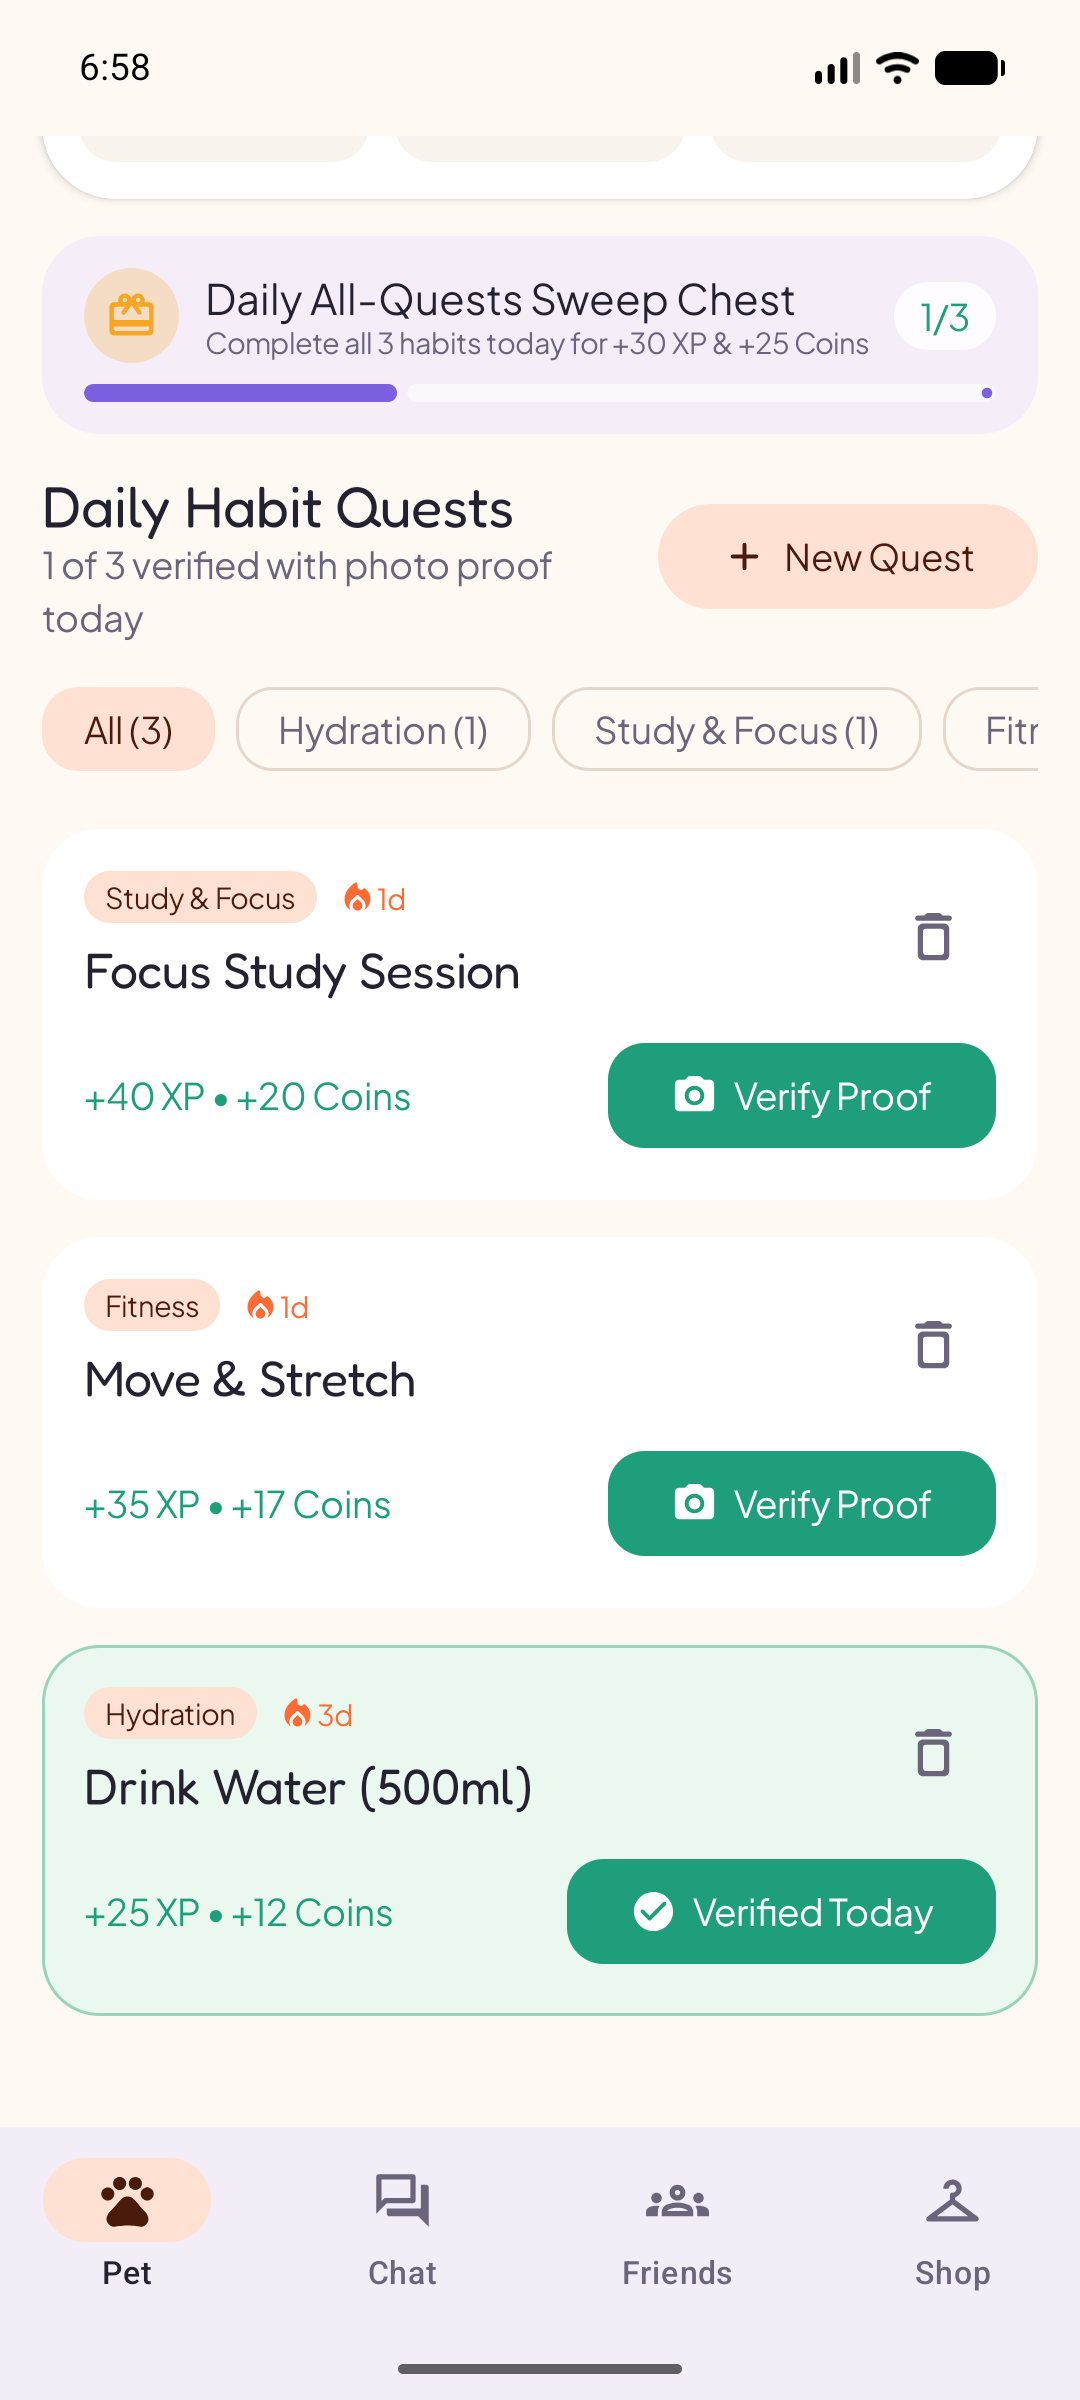 6:58
Daily All-Quests Sweep Chest
Complete all 3 habits today for +30 XP & +25 Coins
1/3
Daily Habit Quests
1 of 3 verified with photo proof
today
+ New Quest
All (3)
Hydration (1)
Study & Focus (1)
Fitr
Study & Focus
1d
Focus Study Session
+40 XP • +20 Coins
Verify Proof
Fitness
1d
Move & Stretch
+35 XP • +17 Coins
Verify Proof
Hydration
3d
Drink Water (500ml)
+25 XP • +12 Coins
Verified Today
Pet
Chat
Friends
Shop